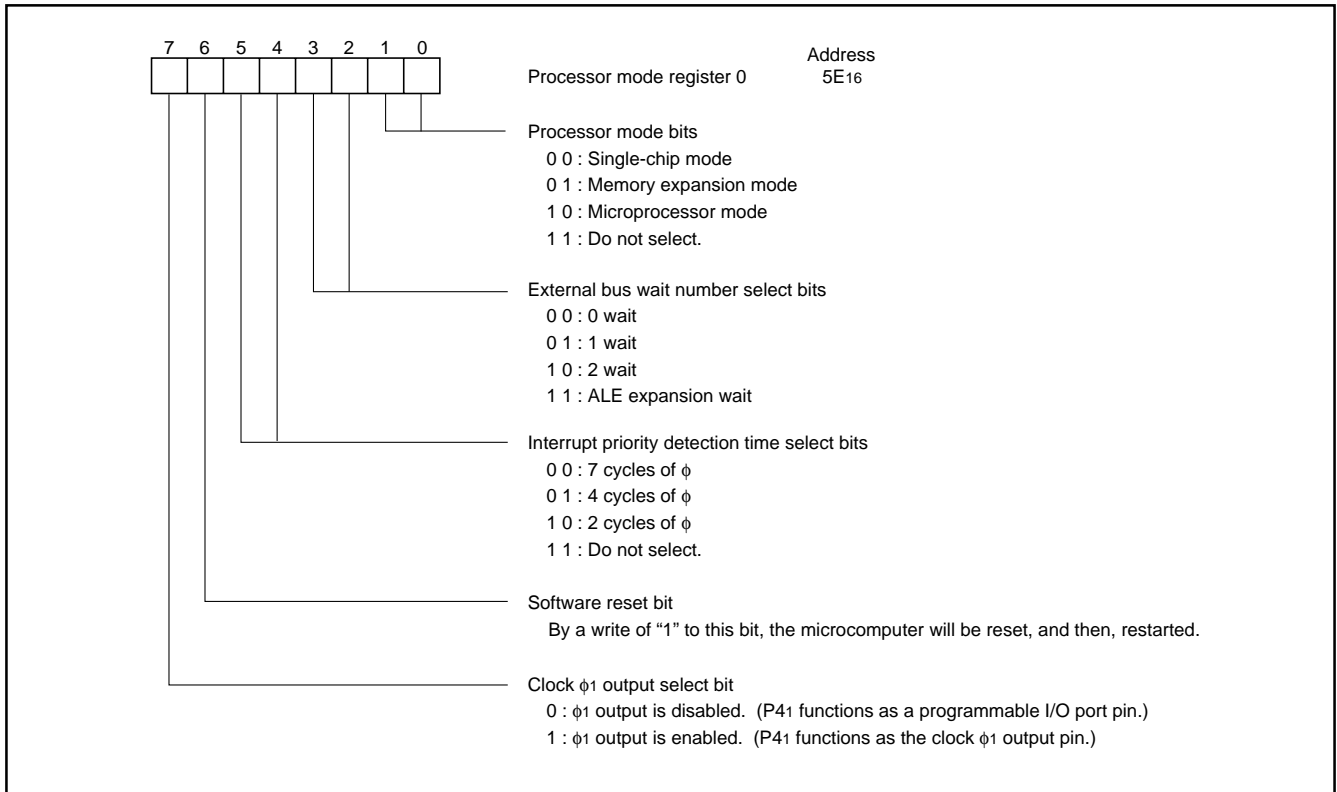 7 6 5 4 3 2 1 0
Address
Processor mode register 0 5E16
Processor mode bits
0 0 : Single-chip mode
0 1 : Memory expansion mode
1 0 : Microprocessor mode
1 1 : Do not select.
External bus wait number select bits
0 0 : 0 wait
0 1 : 1 wait
1 0 : 2 wait
1 1 : ALE expansion wait
Interrupt priority detection time select bits
0 0 : 7 cycles of ϕ
0 1 : 4 cycles of ϕ
1 0 : 2 cycles of ϕ
1 1 : Do not select.
Software reset bit
By a write of “1” to this bit, the microcomputer will be reset, and then, restarted.
Clock ϕ1 output select bit
0 : ϕ1 output is disabled. (P41 functions as a programmable I/O port pin.)
1 : ϕ1 output is enabled. (P41 functions as the clock ϕ1 output pin.)